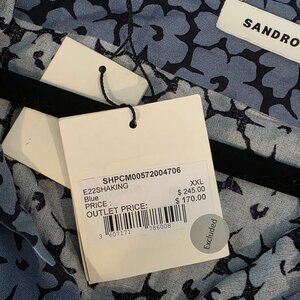 SANDRO
SHPCM00572004706
E22SHAKING XXL
Blue $ 245.00
PRICE :
OUTLET PRICE: $ 170.00
Excluded